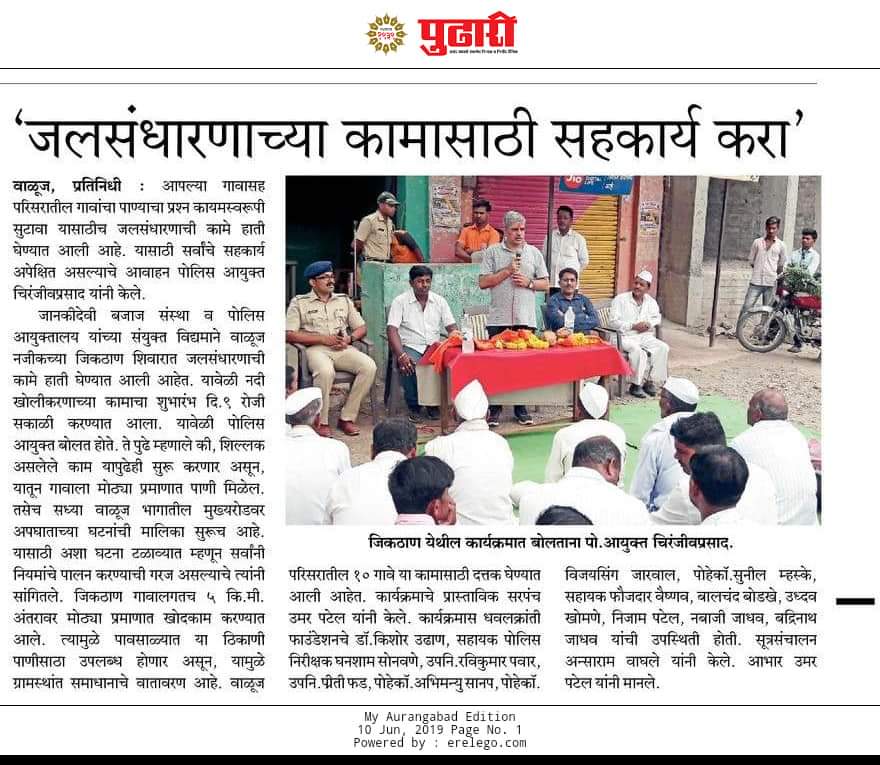 पुढारी
‘जलसंधारणाच्या कामासाठी सहकार्य करा’
वाळूज, प्रतिनिधी : आपल्या गावासह
परिसरातील गावांचा पाण्याचा प्रश्न कायमस्वरूपी
सुटावा यासाठीच जलसंधारणाची कामे हाती
घेण्यात आली आहे. यासाठी सर्वांचे सहकार्य
अपेक्षित असल्याचे आवाहन पोलिस आयुक्त
चिरंजीवप्रसाद यांनी केले.
जानकीदेवी बजाज संस्था व पोलिस
आयुक्तालय यांच्या संयुक्त विद्यमाने वाळूज
नजीकच्या जिकठाण शिवारात जलसंधारणाची
कामे हाती घेण्यात आली आहेत. यावेळी नदी
खोलीकरणाच्या कामाचा शुभारंभ दि.९ रोजी
सकाळी करण्यात आला. यावेळी पोलिस
आयुक्त बोलत होते. ते पुढे म्हणाले की, शिल्लक
असलेले काम यापुढेही सुरू करणार असून,
यातून गावाला मोठ्या प्रमाणात पाणी मिळेल.
तसेच सध्या वाळूज भागातील मुख्यरोडवर
अपघाताच्या घटनांची मालिका सुरूच आहे.
यासाठी अशा घटना टळाव्यात म्हणून सर्वांनी
नियमांचे पालन करण्याची गरज असल्याचे त्यांनी
सांगितले. जिकठाण गावालगतच ५ कि.मी.
अंतरावर मोठ्या प्रमाणात खोदकाम करण्यात
आले. त्यामुळे पावसाळ्यात या ठिकाणी
पाणीसाठा उपलब्ध होणार असून, यामुळे
ग्रामस्थांत समाधानाचे वातावरण आहे. वाळूज
Jio
जिकठाण येथील कार्यक्रमात बोलताना पो.आयुक्त चिरंजीवप्रसाद.
परिसरातील १० गावे या कामासाठी दत्तक घेण्यात
आली आहेत. कार्यक्रमाचे प्रास्ताविक सरपंच
उमर पटेल यांनी केले. कार्यक्रमास धवलक्रांती
फाउंडेशनचे डॉ.किशोर उढाण, सहायक पोलिस
निरीक्षक घनशाम सोनवणे, उपनि.रविकुमार पवार,
उपनि.प्रीती फड, पोहेकॉ.अभिमन्यु सानप, पोहेकॉ.
विजयसिंग जारवाल, पोहेकॉ.सुनील म्हस्के,
सहायक फौजदार वैष्णव, बालचंद बोडखे, उध्दव
खोमणे, निजाम पटेल, नबाजी जाधव, बद्रिनाथ
जाधव यांची उपस्थिती होती. सूत्रसंचालन
अन्साराम वाघले यांनी केले. आभार उमर
पटेल यांनी मानले.
My Aurangabad Edition
10 Jun, 2019 Page No. 1
Powered by : erelego.com